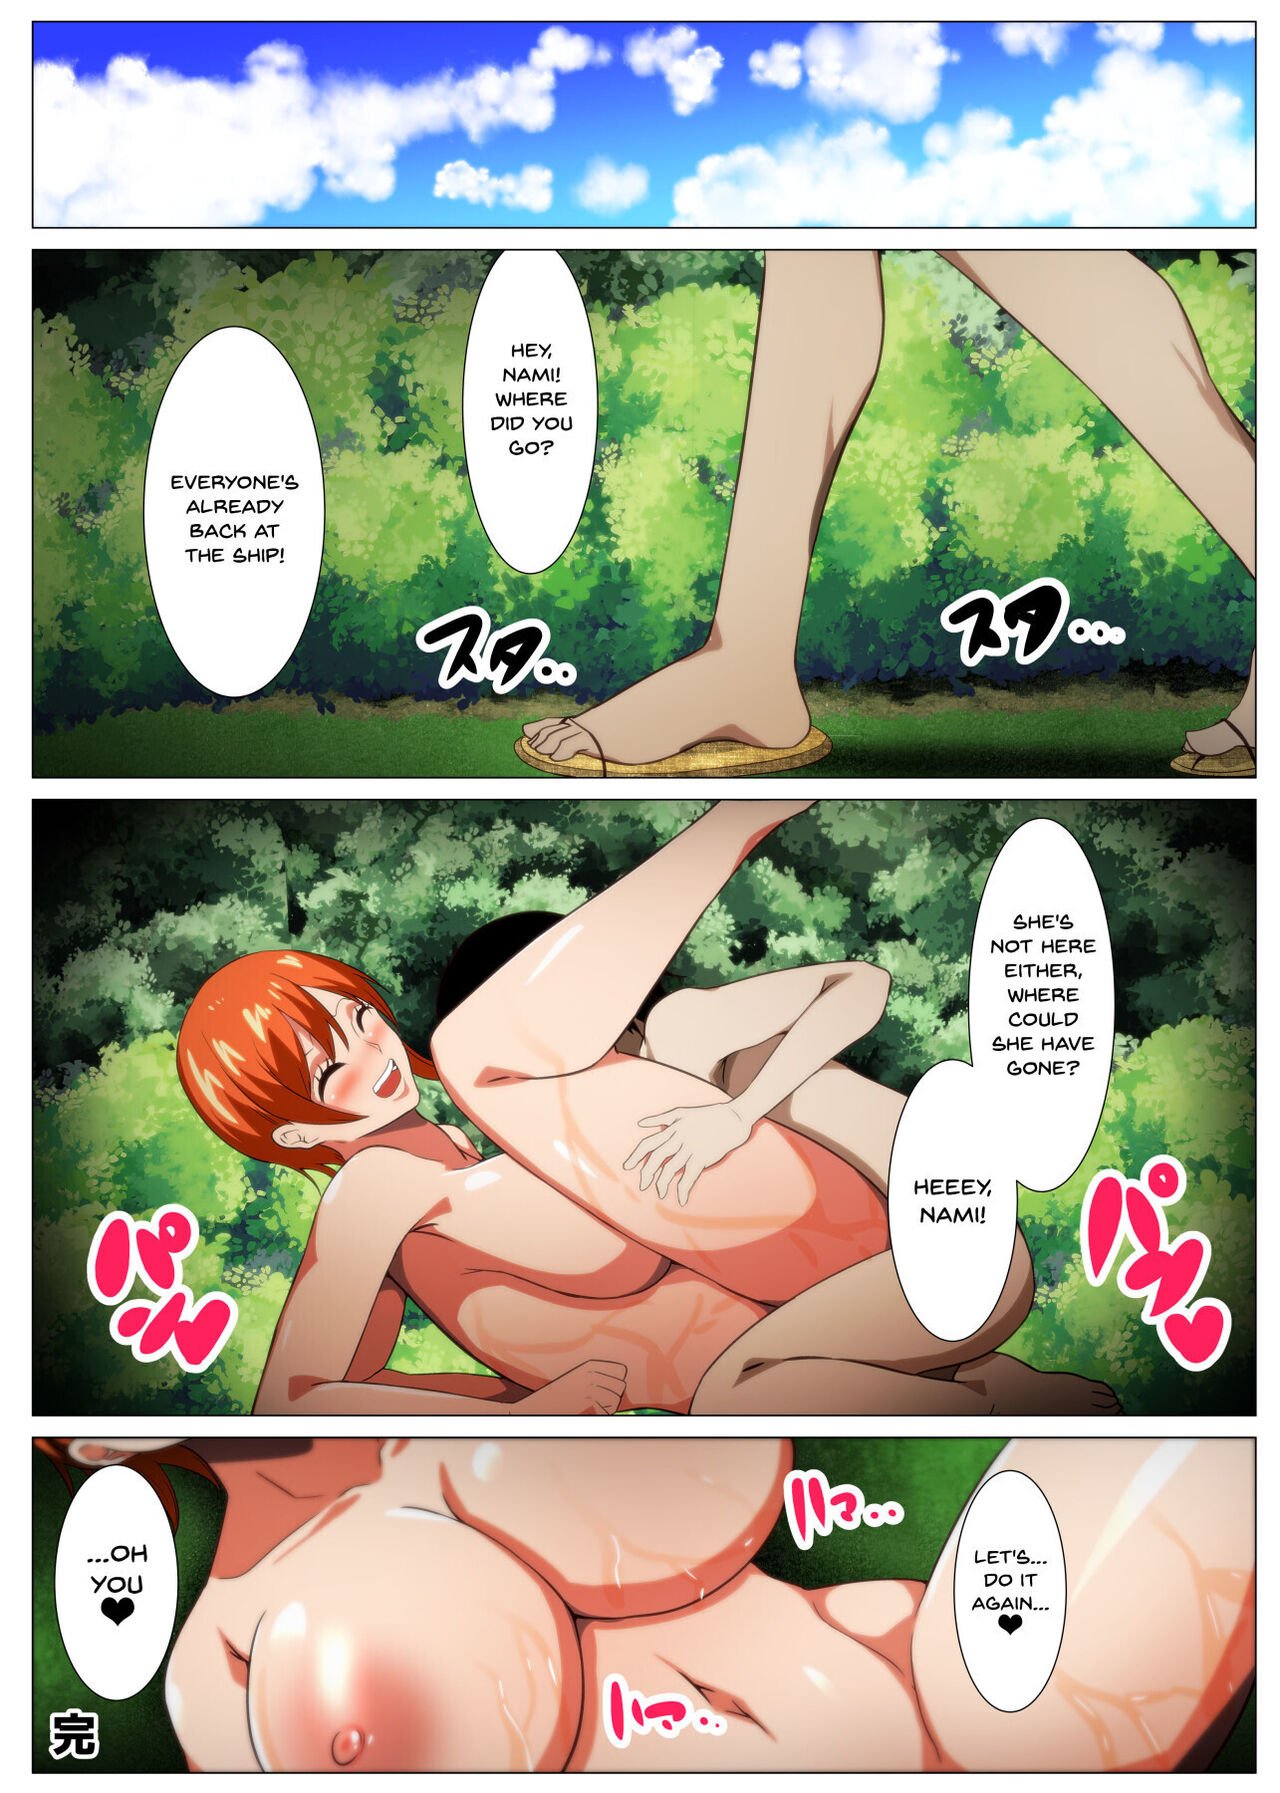 HEY,
NAMI!
WHERE
DID YOU
GO?
EVERYONE'S
ALREADY
BACK AT
THE SHIP!
スタ...
スタ..
SHE'S
NOT HERE
EITHER,
WHERE
COULD
SHE HAVE
GONE?
HEEEY,
NAMI!
パン♥
パン
LET'S...
DO IT
AGAIN...
♥
ハァ..
ハァ..
...OH
YOU
♥
完